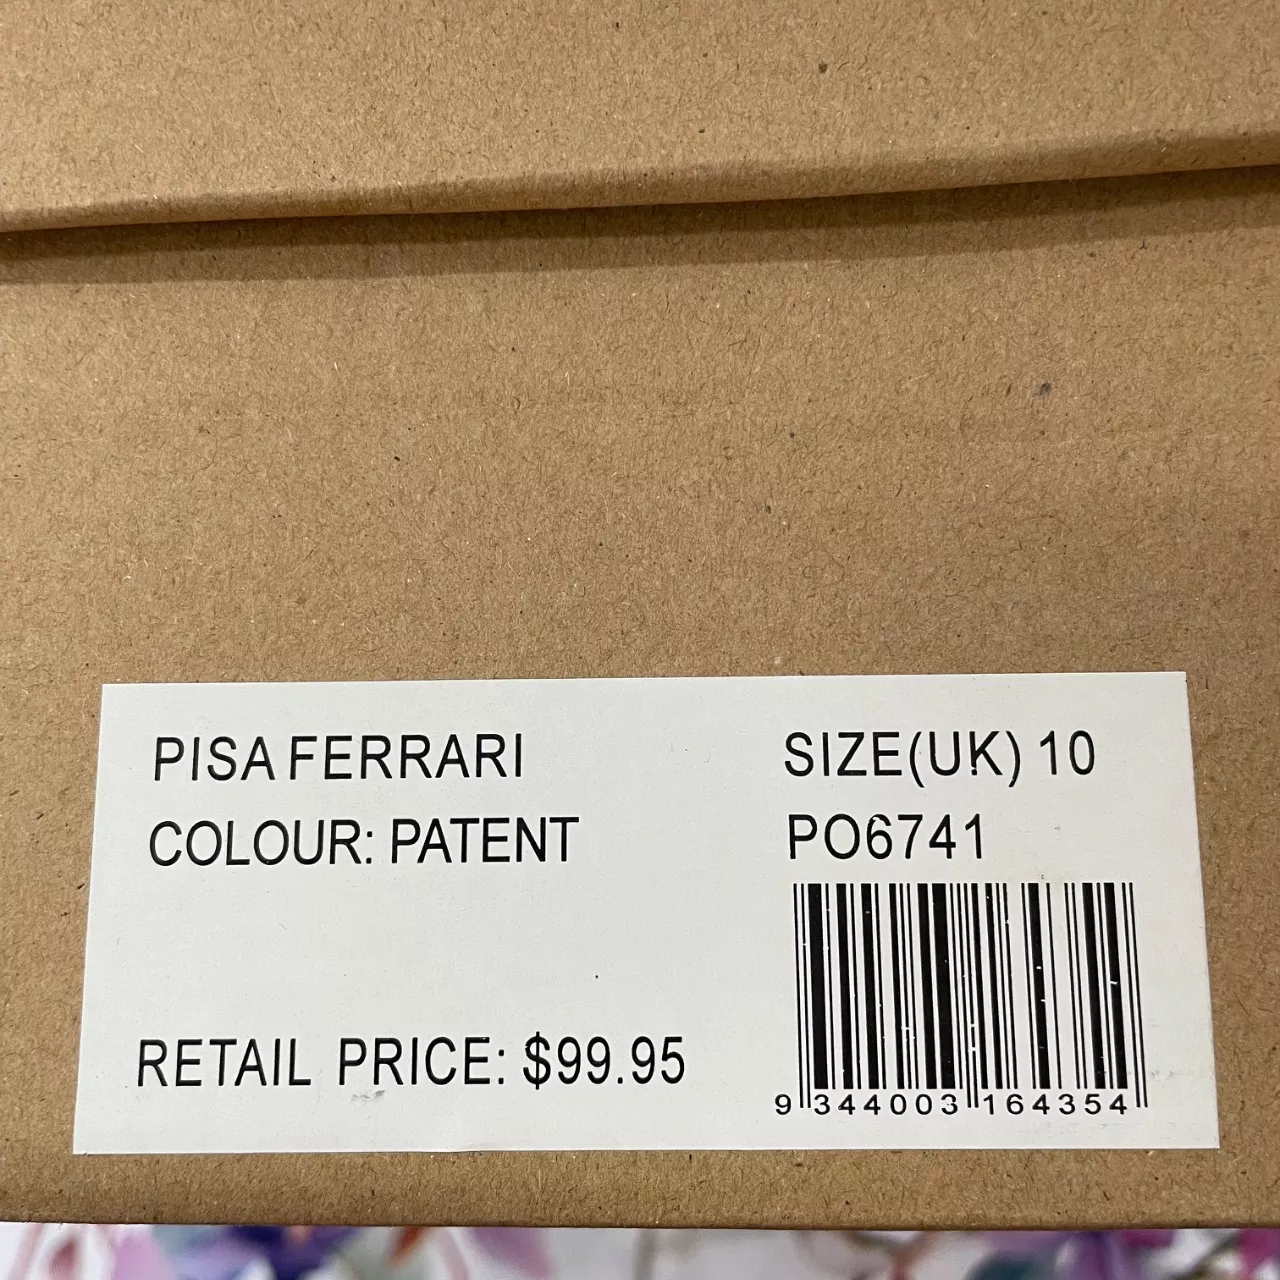 PISA FERRARI
COLOUR: PATENT
RETAIL PRICE: $99.95
SIZE(UK) 10
PO6741
9 344003 164354